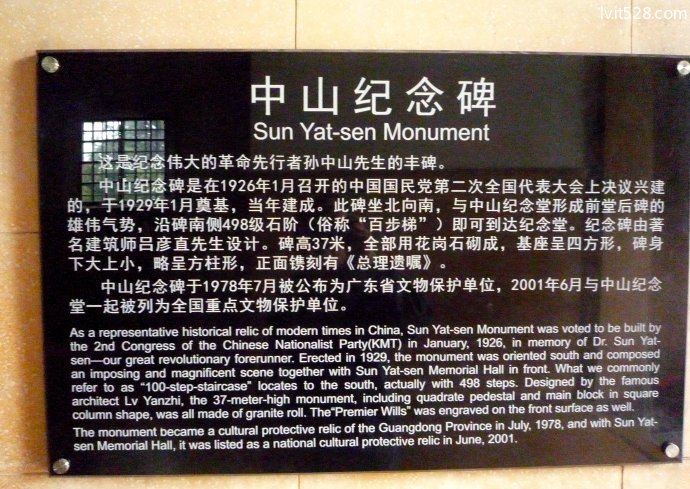 lvit528.com
中山纪念碑
Sun Yat-sen Monument
这是纪念伟大的革命先行者孙中山先生的丰碑。
中山纪念碑是在1926年1月召开的中国国民党第二次全国代表大会上决议兴建
的，于1929年1月奠基，当年建成。此碑坐北向南，与中山纪念堂形成前堂后碑的
雄伟气势，沿碑南侧498级石阶（俗称“百步梯”）即可到达纪念堂。纪念碑由著
名建筑师吕彦直先生设计。碑高37米，全部用花岗石砌成，基座呈四方形，碑身
下大上小，略呈方柱形，正面镌刻有《总理遗嘱》。
中山纪念碑于1978年7月被公布为广东省文物保护单位，2001年6月与中山纪念
堂一起被列为全国重点文物保护单位。
As a representative historical relic of modern times in China, Sun Yat-sen Monument was voted to be built by
the 2nd Congress of the Chinese Nationalist Party(KMT) in January, 1926, in memory of Dr. Sun Yat-
sen—our great revolutionary forerunner. Erected in 1929, the monument was oriented south and composed
an imposing and magnificent scene together with Sun Yat-sen Memorial Hall in front. What we commonly
refer to as “100-step-staircase” locates to the south, actually with 498 steps. Designed by the famous
architect Lv Yanzhi, the 37-meter-high monument, including quadrate pedestal and main block in square
column shape, was all made of granite roll. The“Premier Wills” was engraved on the front surface as well.
The monument became a cultural protective relic of the Guangdong Province in July, 1978, and with Sun Yat-
sen Memorial Hall, it was listed as a national cultural protective relic in June, 2001.